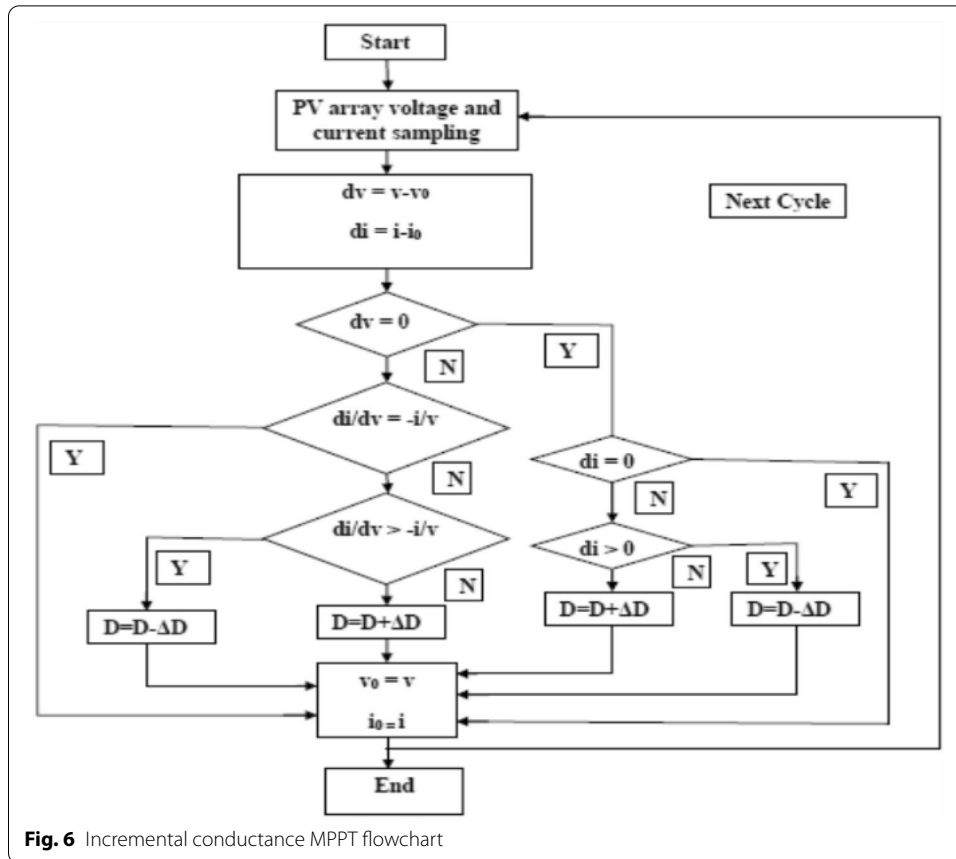 Start
PV array voltage and
current sampling
dv = v-v₀
di = i-i₀
Next Cycle
dv = 0
Y
N
di/dv = -i/v
Y
N
di = 0
Y
N
di/dv > -i/v
Y
N
di > 0
N
Y
D=D-ΔD
D=D+ΔD
D=D+ΔD
D=D-ΔD
v₀ = v
i₀ = i
End
Fig. 6 Incremental conductance MPPT flowchart